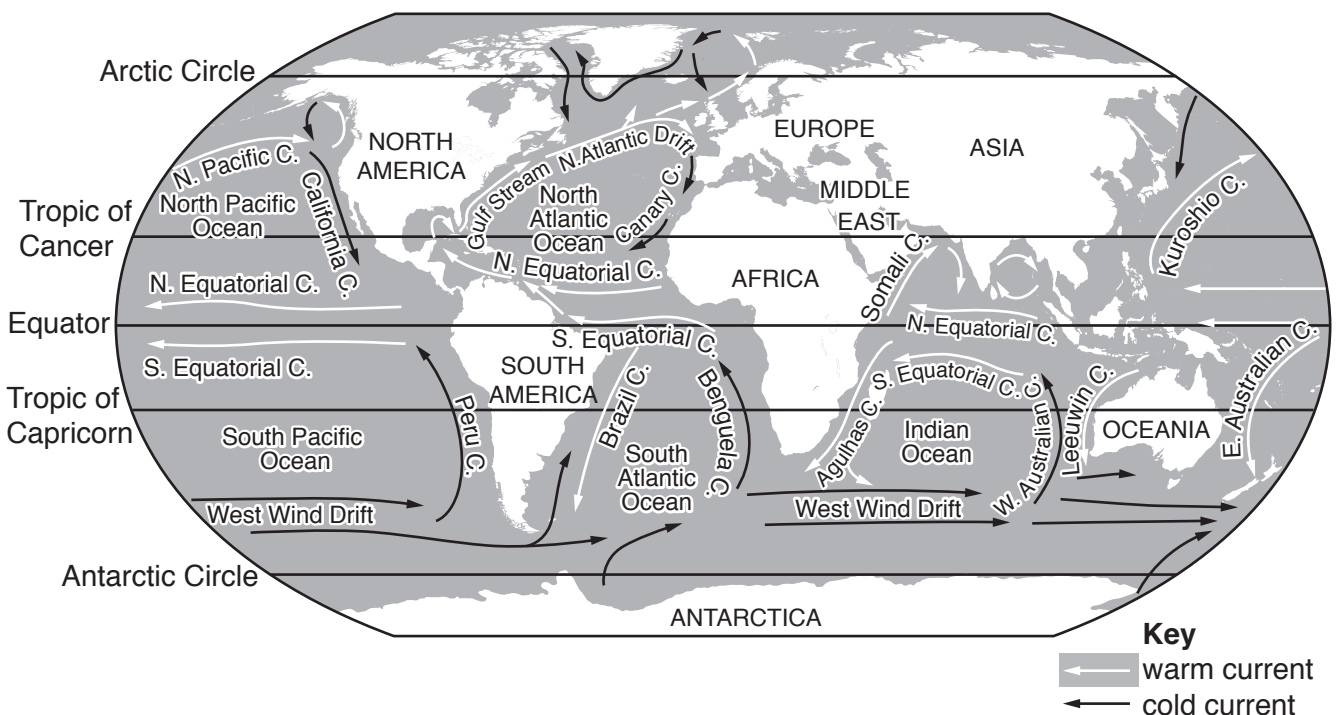 Arctic Circle
NORTH
AMERICA
EUROPE
ASIA
N. Pacific C.
North Pacific
Ocean
California C.
Gulf Stream
N.Atlantic Drift
North
Atlantic
Ocean
Canary C.
MIDDLE
EAST
Kuroshio C.
Tropic of
Cancer
N. Equatorial C.
N. Equatorial C.
AFRICA
Somali C.
Equator
N. Equatorial C.
S. Equatorial C.
S. Equatorial C.
SOUTH
AMERICA
S. Equatorial C.
Tropic of
Capricorn
South Pacific
Ocean
Peru C.
Brazil C.
Benguela C.
South
Atlantic
Ocean
Agulhas C.
Indian
Ocean
W. Australian C.
Leeuwin C.
OCEANIA
E. Australian C.
West Wind Drift
West Wind Drift
Antarctic Circle
ANTARCTICA
Key
warm current
cold current